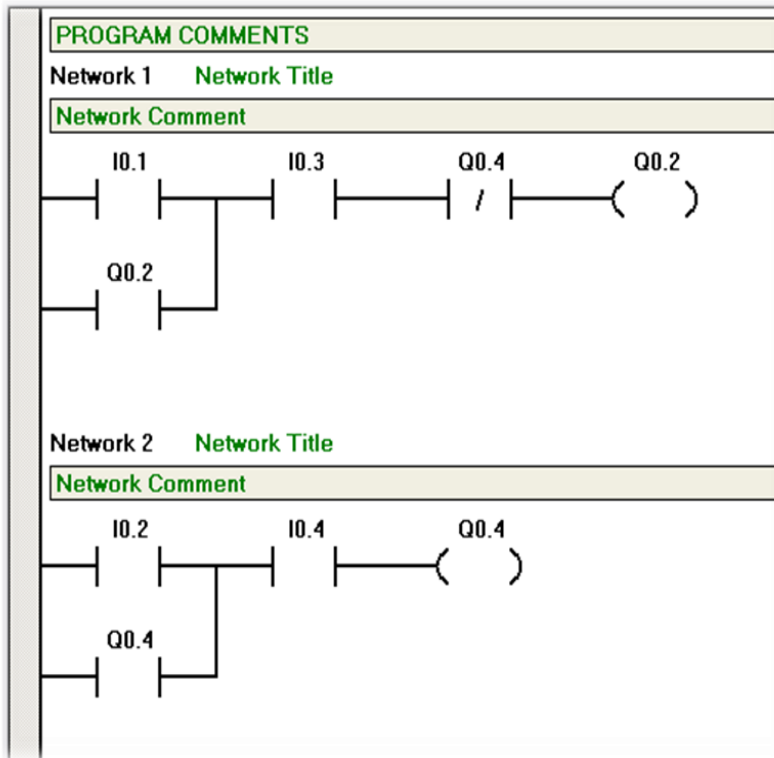 PROGRAM COMMENTS
Network 1 Network Title
Network Comment
I0.1 I0.3 Q0.4 Q0.2
/
Q0.2
Network 2 Network Title
Network Comment
I0.2 I0.4 Q0.4
Q0.4